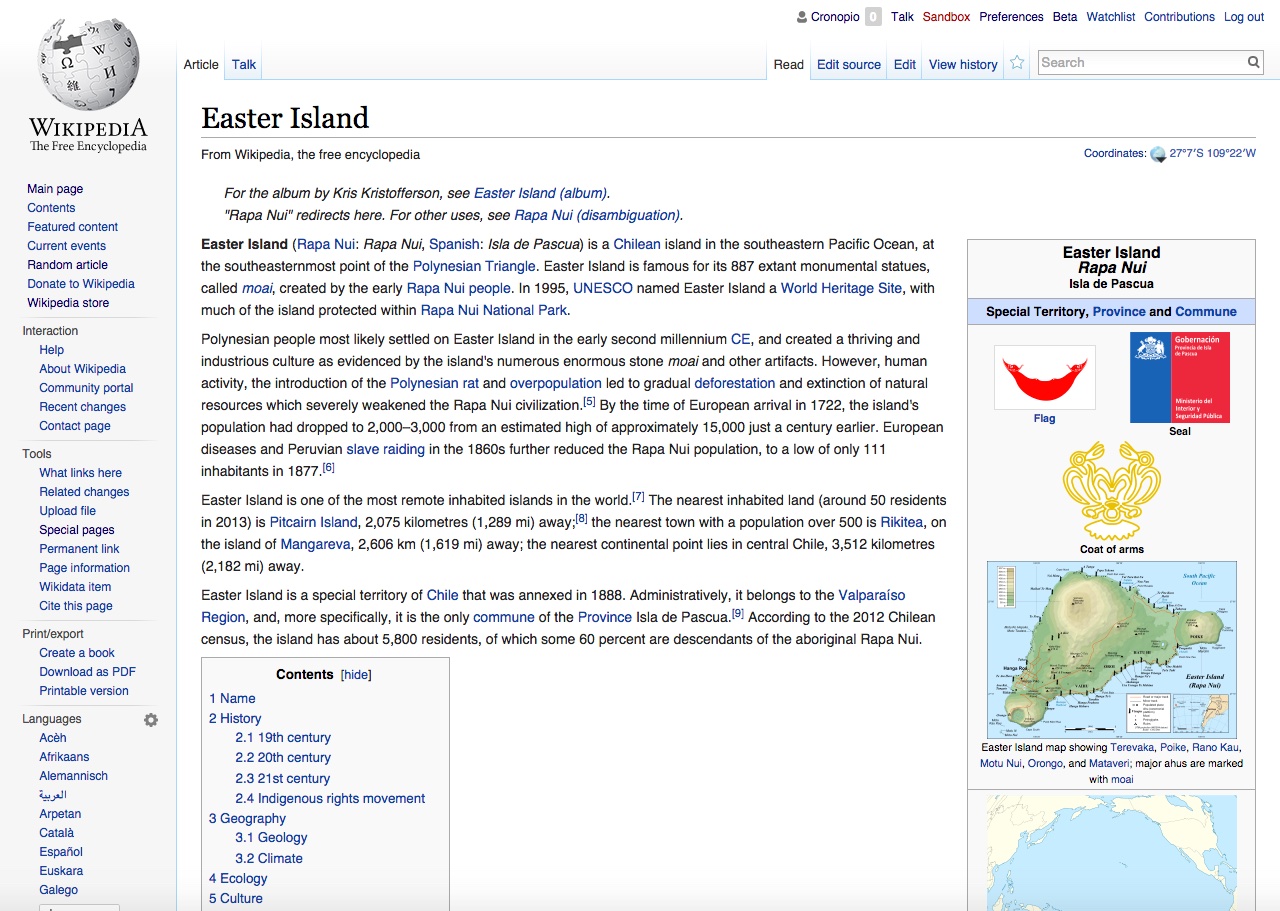 Cronopio 0 Talk Sandbox Preferences Beta Watchlist Contributions Log out
Article Talk Read Edit source Edit View history Search
WIKIPEDIA
The Free Encyclopedia
Main page
Contents
Featured content
Current events
Random article
Donate to Wikipedia
Wikipedia store
Interaction
Help
About Wikipedia
Community portal
Recent changes
Contact page
Tools
What links here
Related changes
Upload file
Special pages
Permanent link
Page information
Wikidata item
Cite this page
Print/export
Create a book
Download as PDF
Printable version
Languages
Acèh
Afrikaans
Alemannisch
العربية
Arpetan
Català
Español
Euskara
Galego
Easter Island
From Wikipedia, the free encyclopedia
Coordinates: 27°7′S 109°22′W
For the album by Kris Kristofferson, see Easter Island (album).
"Rapa Nui" redirects here. For other uses, see Rapa Nui (disambiguation).
Easter Island (Rapa Nui: Rapa Nui, Spanish: Isla de Pascua) is a Chilean island in the southeastern Pacific Ocean, at
the southeasternmost point of the Polynesian Triangle. Easter Island is famous for its 887 extant monumental statues,
called moai, created by the early Rapa Nui people. In 1995, UNESCO named Easter Island a World Heritage Site, with
much of the island protected within Rapa Nui National Park.
Polynesian people most likely settled on Easter Island in the early second millennium CE, and created a thriving and
industrious culture as evidenced by the island's numerous enormous stone moai and other artifacts. However, human
activity, the introduction of the Polynesian rat and overpopulation led to gradual deforestation and extinction of natural
resources which severely weakened the Rapa Nui civilization.[5] By the time of European arrival in 1722, the island's
population had dropped to 2,000–3,000 from an estimated high of approximately 15,000 just a century earlier. European
diseases and Peruvian slave raiding in the 1860s further reduced the Rapa Nui population, to a low of only 111
inhabitants in 1877.[6]
Easter Island is one of the most remote inhabited islands in the world.[7] The nearest inhabited land (around 50 residents
in 2013) is Pitcairn Island, 2,075 kilometres (1,289 mi) away;[8] the nearest town with a population over 500 is Rikitea, on
the island of Mangareva, 2,606 km (1,619 mi) away; the nearest continental point lies in central Chile, 3,512 kilometres
(2,182 mi) away.
Easter Island is a special territory of Chile that was annexed in 1888. Administratively, it belongs to the Valparaíso
Region, and, more specifically, it is the only commune of the Province Isla de Pascua.[9] According to the 2012 Chilean
census, the island has about 5,800 residents, of which some 60 percent are descendants of the aboriginal Rapa Nui.
Contents [hide]
1 Name
2 History
2.1 19th century
2.2 20th century
2.3 21st century
2.4 Indigenous rights movement
3 Geography
3.1 Geology
3.2 Climate
4 Ecology
5 Culture
Easter Island
Rapa Nui
Isla de Pascua
Special Territory, Province and Commune
Gobernación
Provincia de Isla
de Pascua
Ministerio del
Interior y
Seguridad Pública
Flag
Seal
Coat of arms
South Pacific
Ocean
POIKE
Hanga Roa
Easter Island
(Rapa Nui)
Easter Island map showing Terevaka, Poike, Rano Kau,
Motu Nui, Orongo, and Mataveri; major ahus are marked
with moai